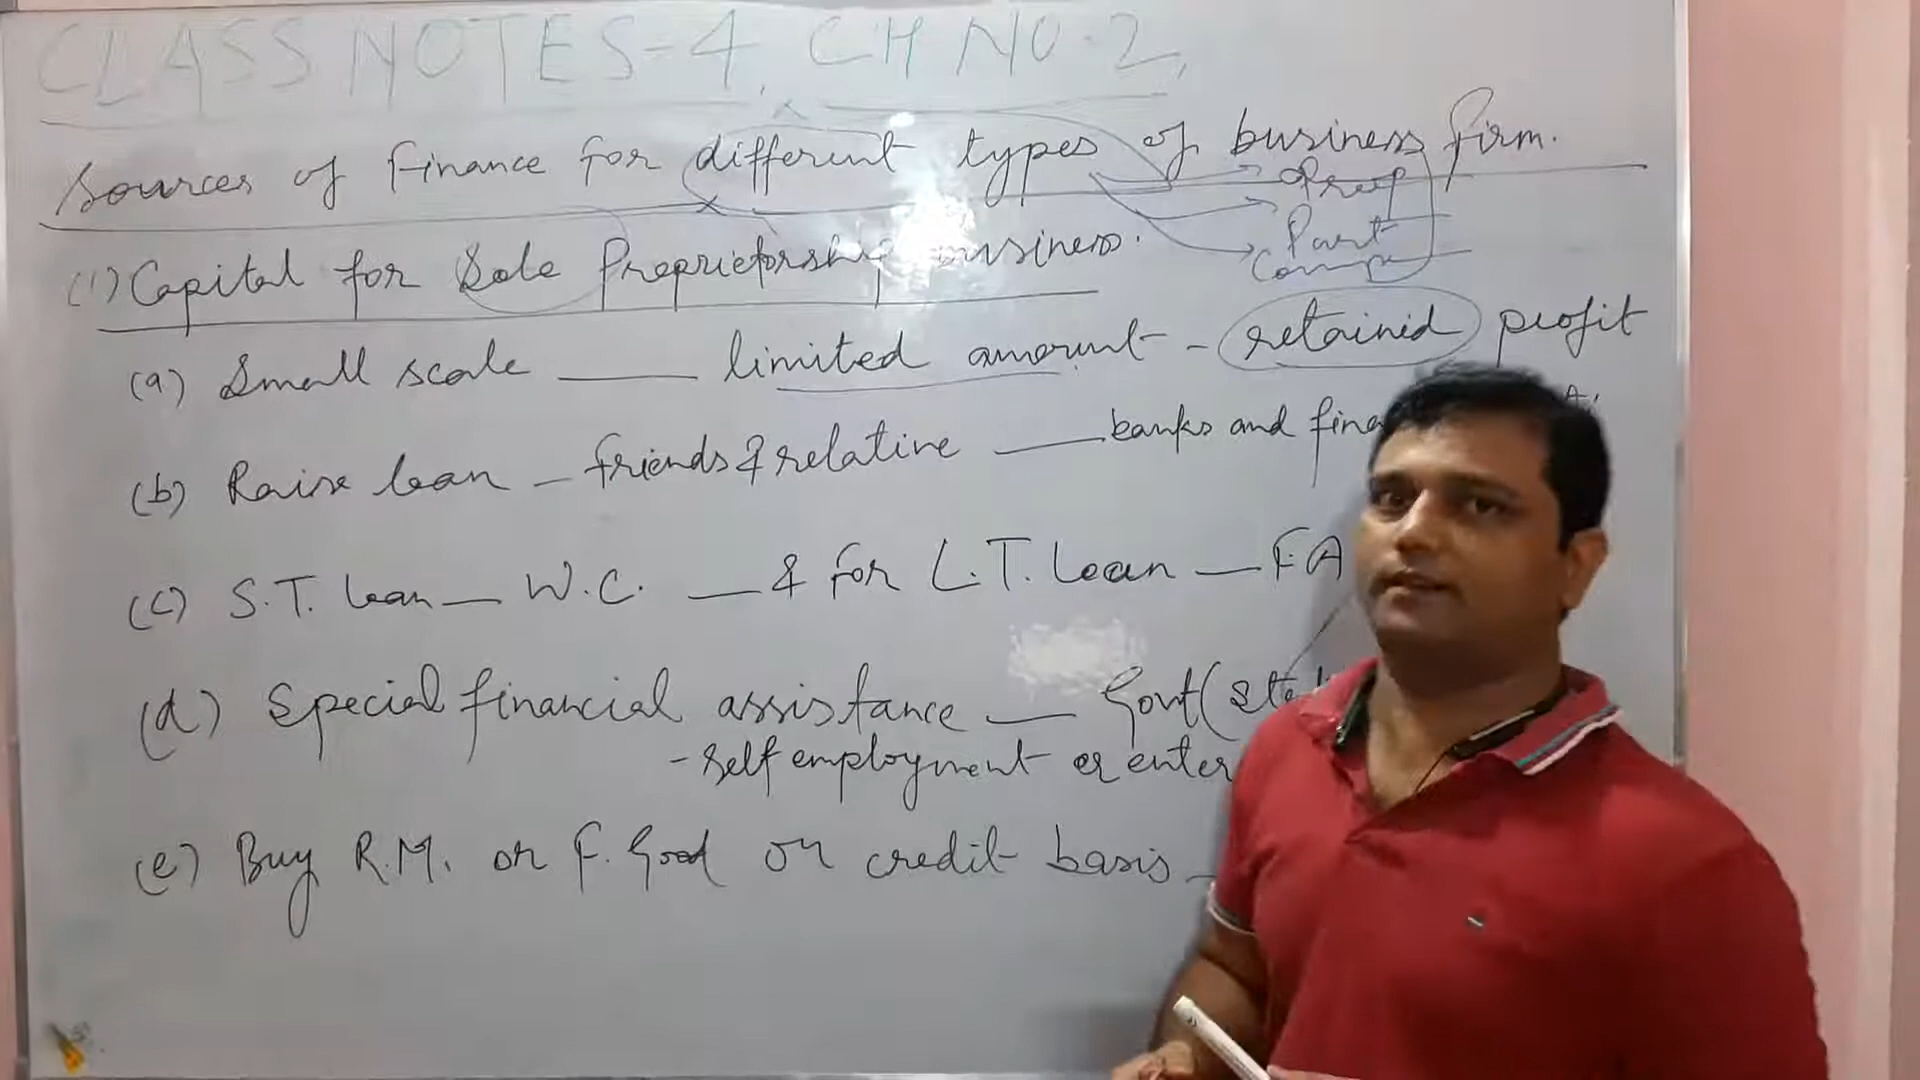 CLASS NOTES-4, CH NO.2,
Sources of Finance for different types of business firm.
Prop
Part
Comp
(1) Capital for Sole Proprietorship business.
(a) Small scale — limited amount - retained profit
(b) Raise loan - friends & relative — banks and
(c) S.T. loan — W.C. — & for L.T. loan — F.A
(d) Special financial assistance — Govt (
- self employment or
(e) Buy R.M. or F. Good on credit basis -